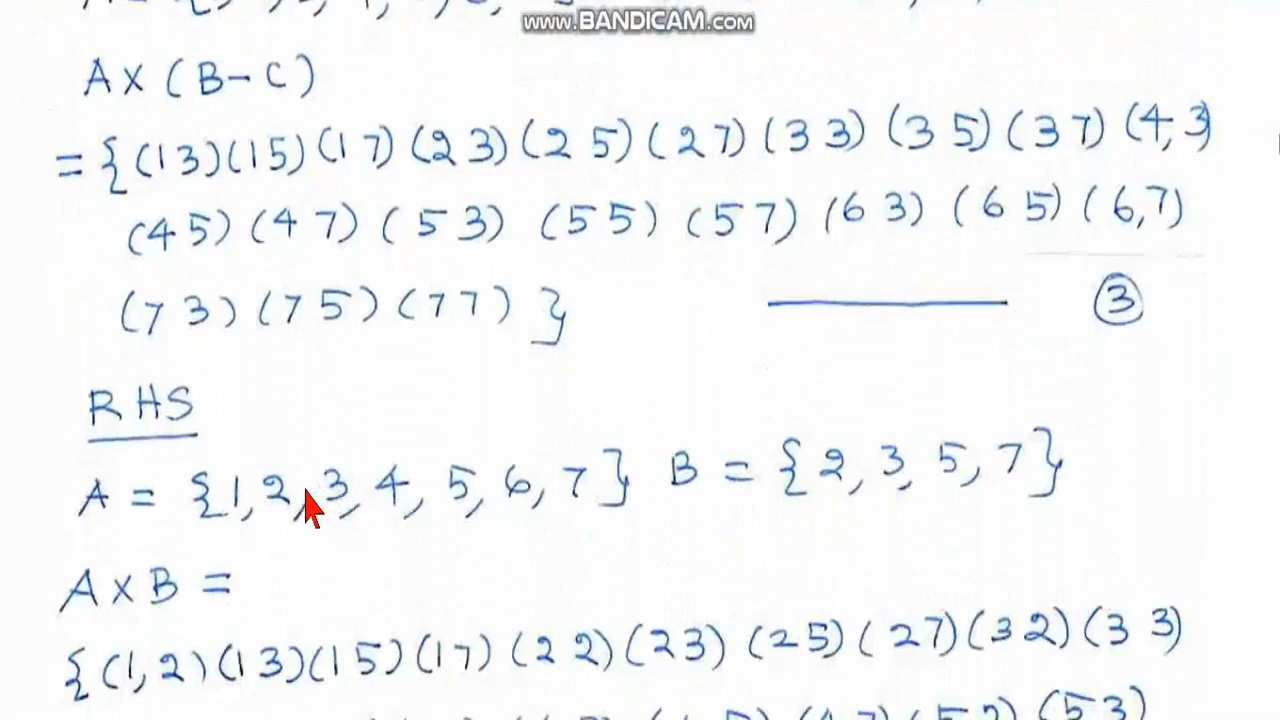 www.BANDICAM.com
A × (B - C)
= {(1 3)(1 5)(1 7)(2 3)(2 5)(2 7)(3 3)(3 5)(3 7)(4,3)
(4 5)(4 7)(5 3)(5 5)(5 7)(6 3)(6 5)(6,7)
(7 3)(7 5)(7 7)} ③
RHS
A = {1, 2, 3, 4, 5, 6, 7} B = {2, 3, 5, 7}
A × B =
{(1, 2)(1 3)(1 5)(1 7)(2 2)(2 3)(2 5)(2 7)(3 2)(3 3)
(5 3)